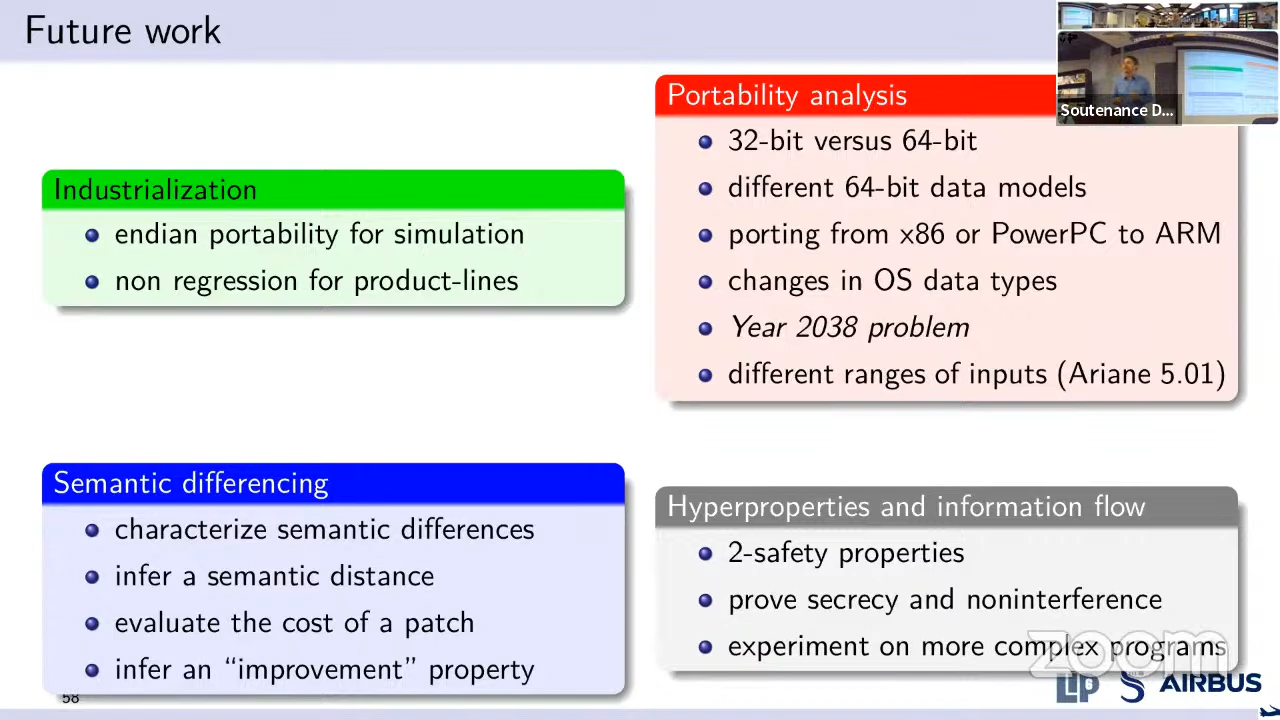 Future work
Soutenance D...
Industrialization
endian portability for simulation
non regression for product-lines
Portability analysis
32-bit versus 64-bit
different 64-bit data models
porting from x86 or PowerPC to ARM
changes in OS data types
Year 2038 problem
different ranges of inputs (Ariane 5.01)
Semantic differencing
characterize semantic differences
infer a semantic distance
evaluate the cost of a patch
infer an “improvement” property
Hyperproperties and information flow
2-safety properties
prove secrecy and noninterference
experiment on more complex programs
zoom
58
LIP6
AIRBUS